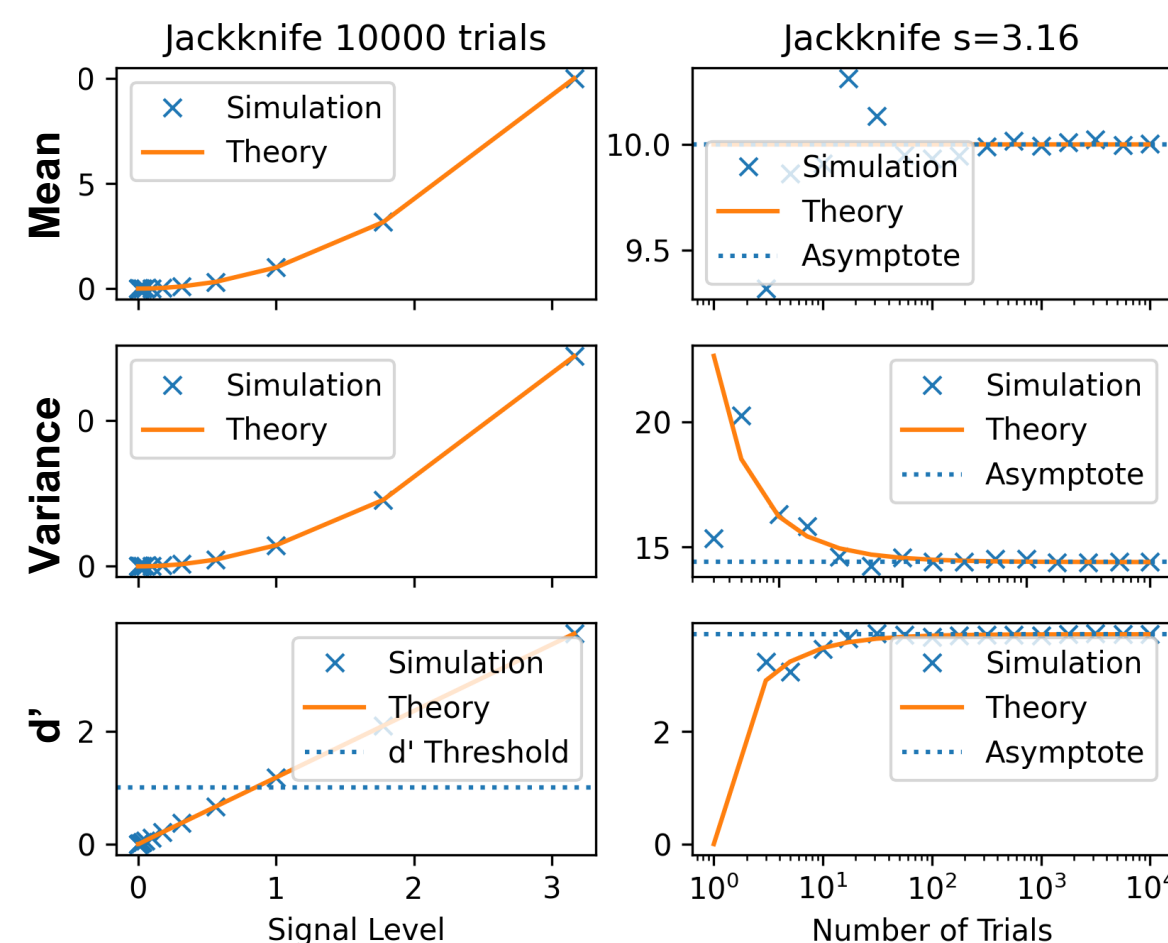 Jackknife 10000 trials
Jackknife s=3.16
Mean
0
5
0
Simulation
Theory
10.0
9.5
Simulation
Theory
Asymptote
Variance
0
0
Simulation
Theory
20
15
Simulation
Theory
Asymptote
d’
2
0
Simulation
Theory
d' Threshold
0 1 2 3
Signal Level
2
0
Simulation
Theory
Asymptote
10⁰ 10¹ 10² 10³ 10⁴
Number of Trials